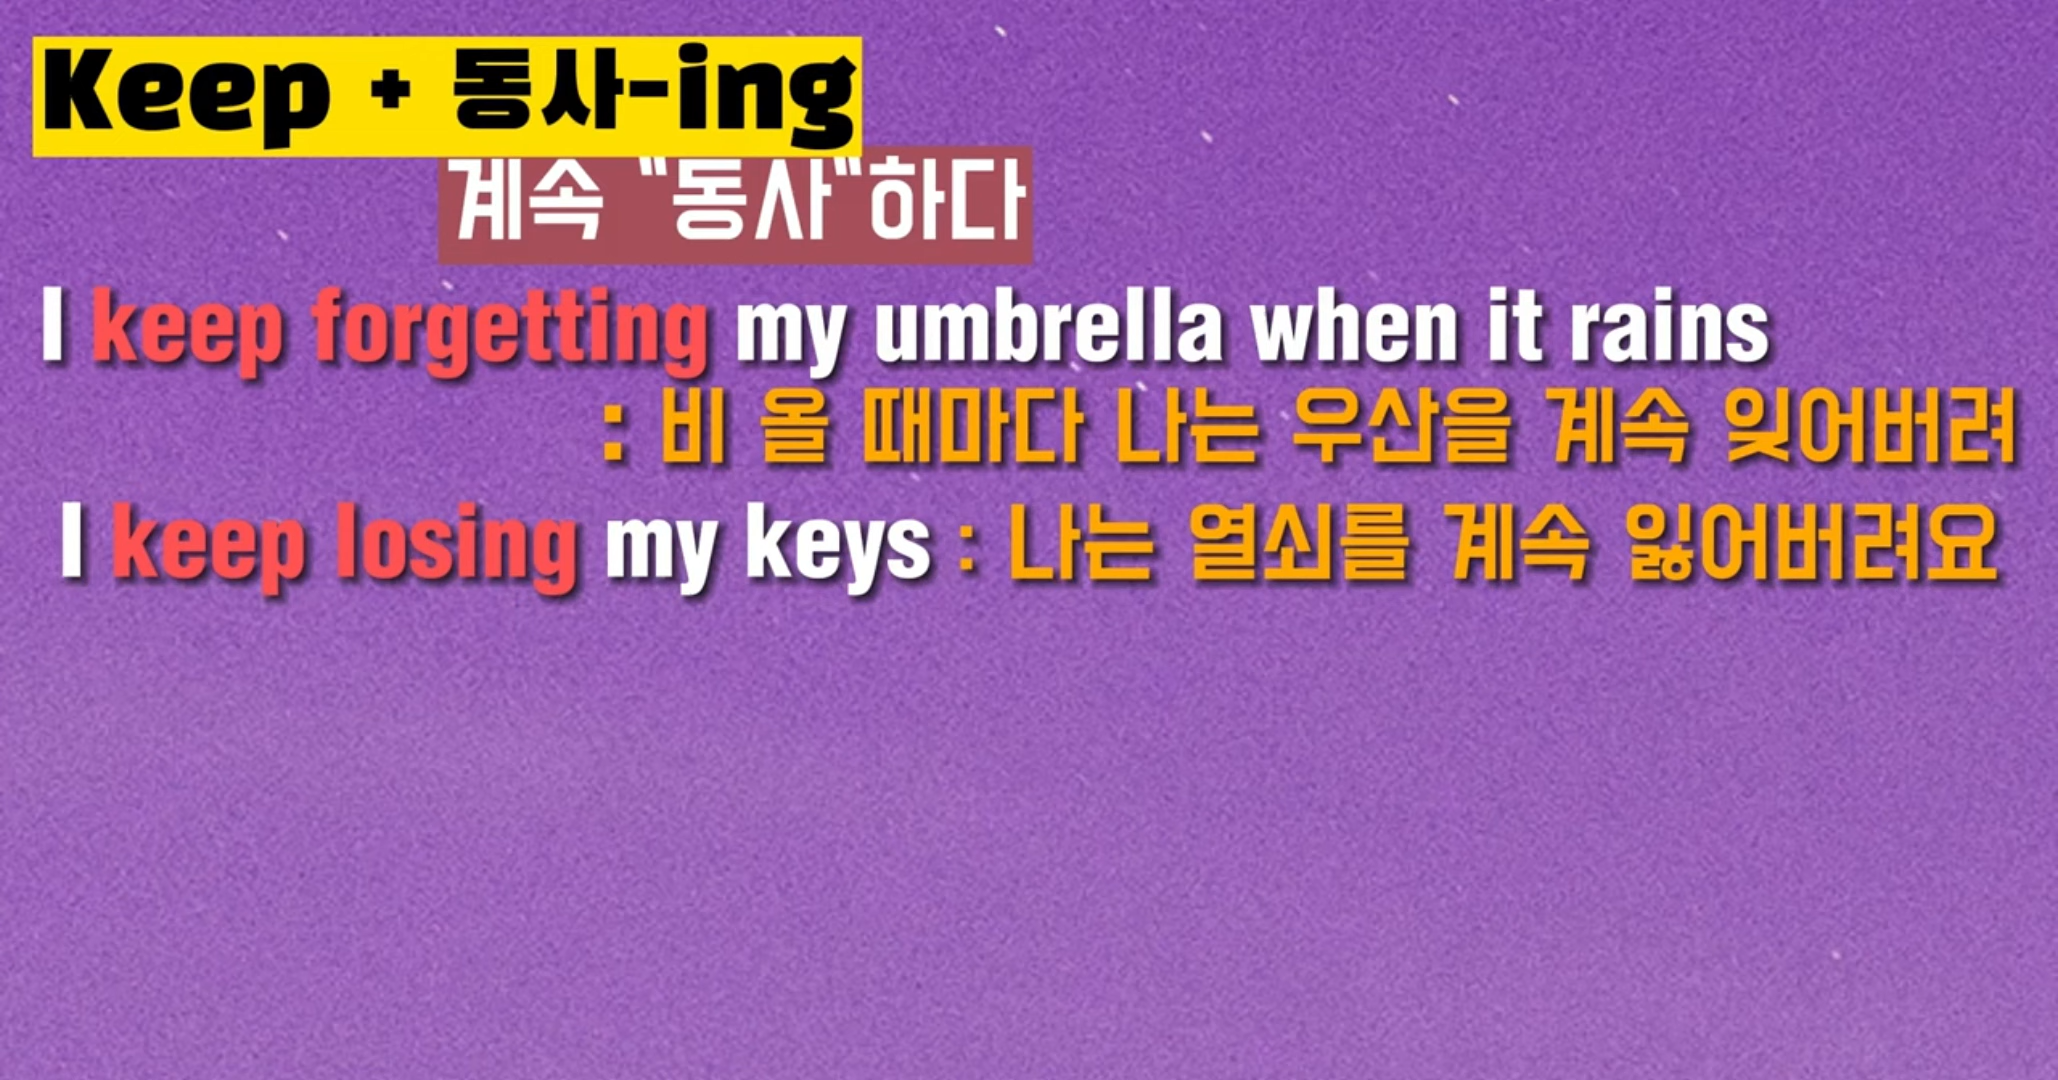 Keep + 동사-ing
계속 "동사"하다
I keep forgetting my umbrella when it rains
: 비 올 때마다 나는 우산을 계속 잊어버려
I keep losing my keys : 나는 열쇠를 계속 잃어버려요